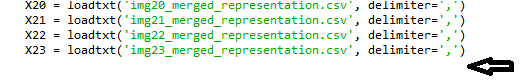 X20 = loadtxt('img20_merged_representation.csv', delimiter=',')
X21 = loadtxt('img21_merged_representation.csv', delimiter=',')
X22 = loadtxt('img22_merged_representation.csv', delimiter=',')
X23 = loadtxt('img23_merged_representation.csv', delimiter=',')